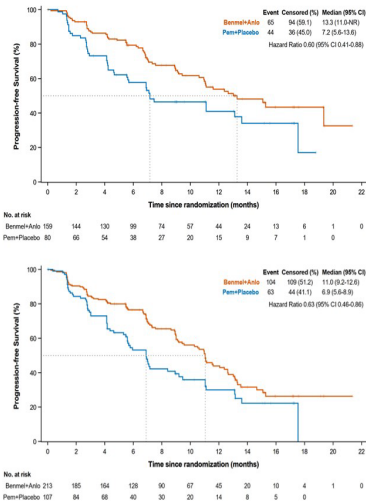 Event Censored (%) Median (95% CI)
Benmel+Anlo 65 94 (59.1) 13.3 (11.0-NR)
Pem+Placebo 44 36 (45.0) 7.2 (5.6-13.6)
Hazard Ratio 0.60 (95% CI 0.41-0.88)
Progression-free Survival (%)
100
80
60
40
20
0
0 2 4 6 8 10 12 14 16 18 20 22
Time since randomization (months)
No. at risk
Benmel+Anlo 159 144 130 99 74 57 44 24 13 6 1 0
Pem+Placebo 80 66 54 38 27 20 15 9 7 1 0
Event Censored (%) Median (95% CI)
Benmel+Anlo 104 109 (51.2) 11.0 (9.2-12.6)
Pem+Placebo 63 44 (41.1) 6.9 (5.6-8.9)
Hazard Ratio 0.63 (95% CI 0.46-0.86)
Progression-free Survival (%)
100
80
60
40
20
0
0 2 4 6 8 10 12 14 16 18 20 22
Time since randomization (months)
No. at risk
Benmel+Anlo 213 185 164 128 90 67 45 20 10 4 1 0
Pem+Placebo 107 84 68 40 30 20 14 8 5 0